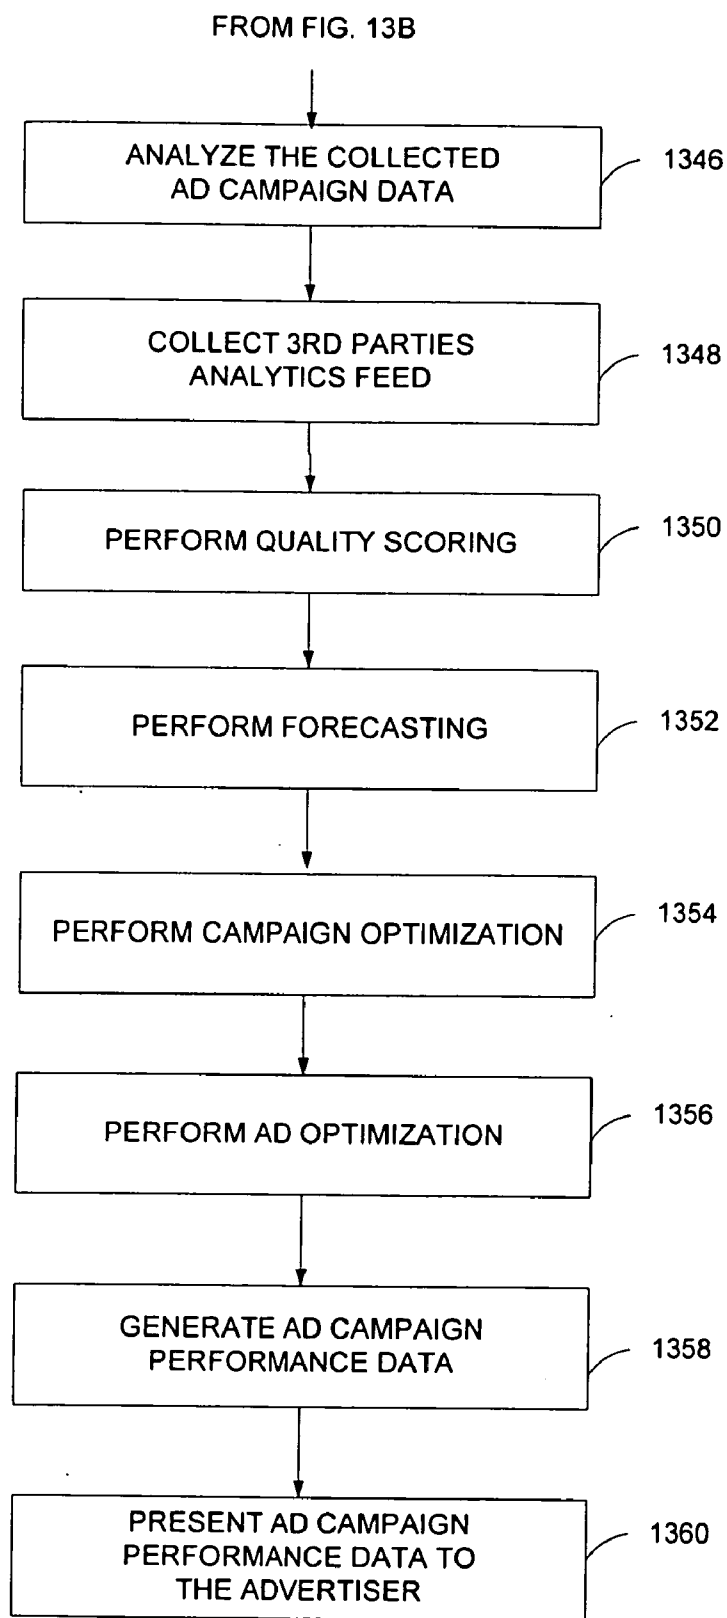 FROM FIG. 13B
ANALYZE THE COLLECTED
AD CAMPAIGN DATA
1346
COLLECT 3RD PARTIES
ANALYTICS FEED
1348
PERFORM QUALITY SCORING
1350
PERFORM FORECASTING
1352
PERFORM CAMPAIGN OPTIMIZATION
1354
PERFORM AD OPTIMIZATION
1356
GENERATE AD CAMPAIGN
PERFORMANCE DATA
1358
PRESENT AD CAMPAIGN
PERFORMANCE DATA TO
THE ADVERTISER
1360